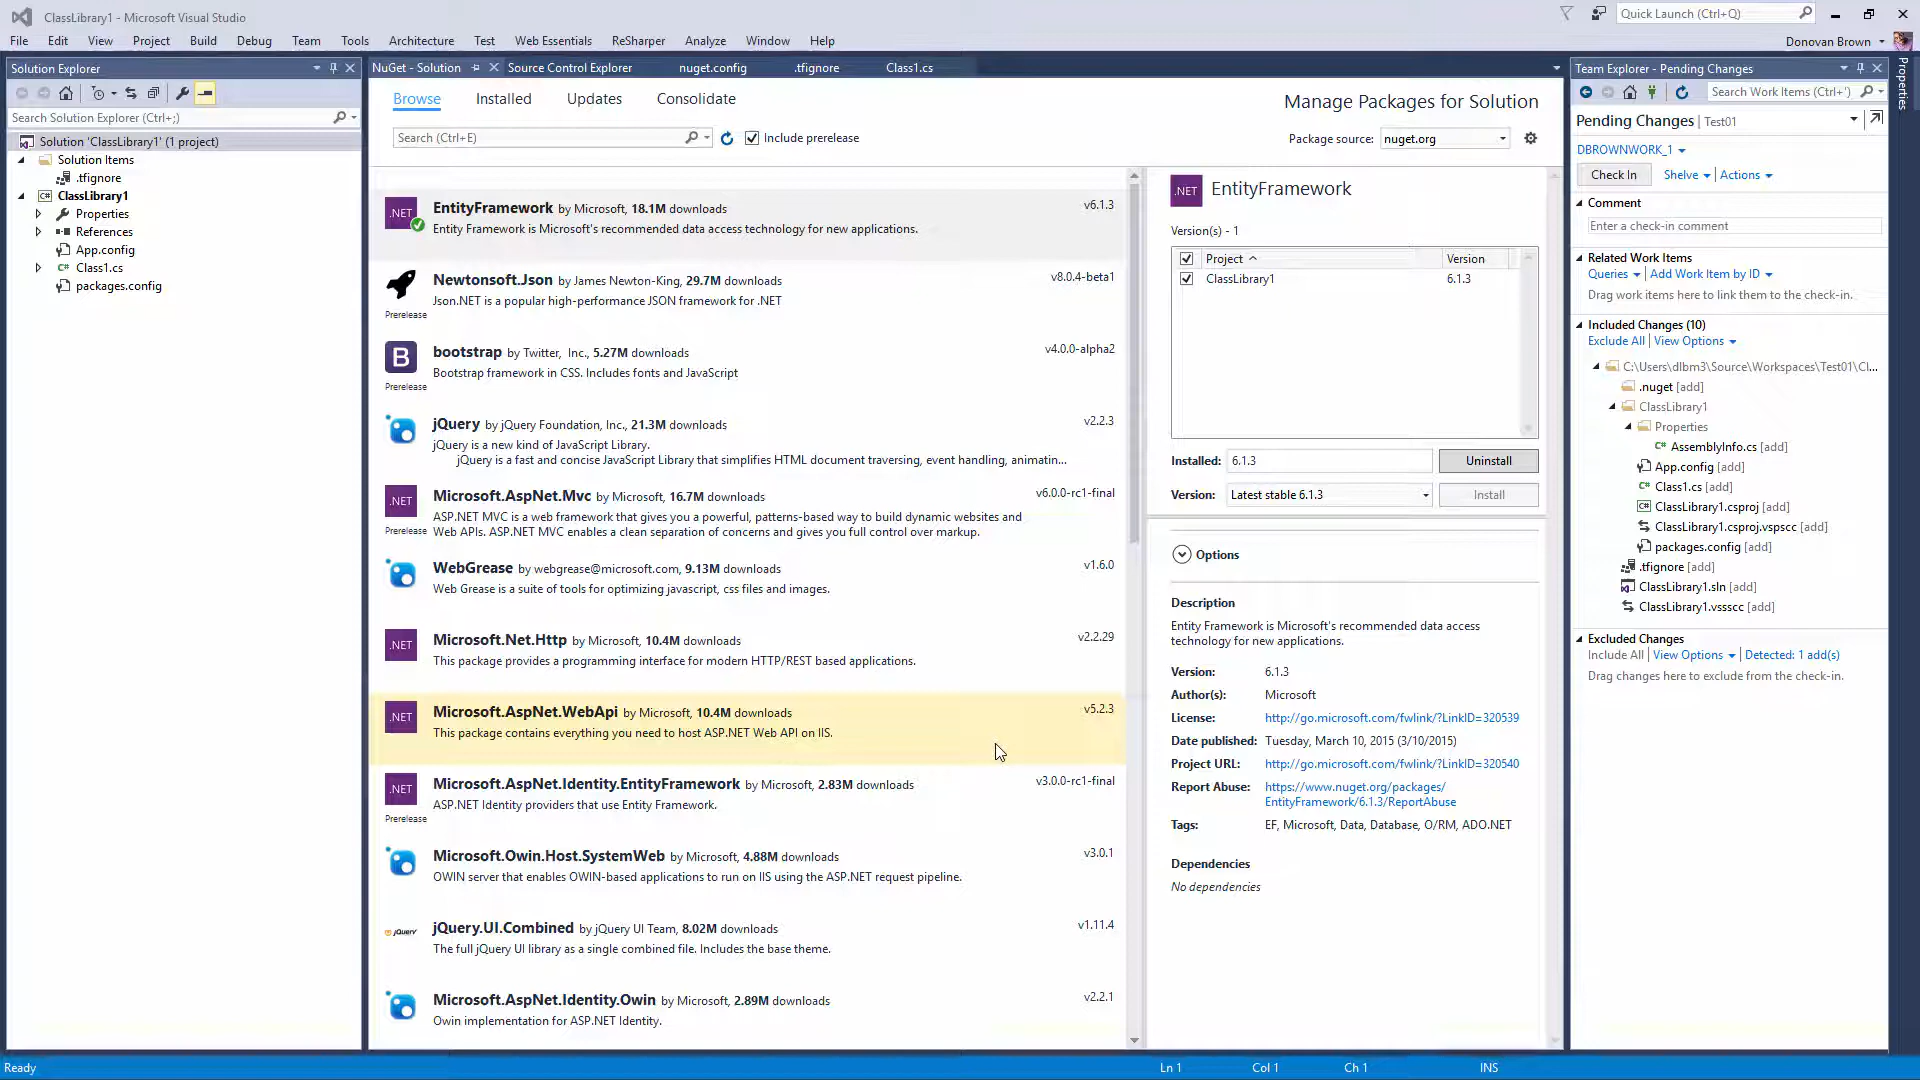 ClassLibrary1 - Microsoft Visual Studio
Quick Launch (Ctrl+Q)
File Edit View Project Build Debug Team Tools Architecture Test Web Essentials ReSharper Analyze Window Help
Donovan Brown
Solution Explorer
Search Solution Explorer (Ctrl+;)
Solution 'ClassLibrary1' (1 project)
Solution Items
.tfignore
C# ClassLibrary1
Properties
References
App.config
C# Class1.cs
packages.config
NuGet - Solution Source Control Explorer nuget.config .tfignore Class1.cs
Browse Installed Updates Consolidate
Manage Packages for Solution
Search (Ctrl+E)
Include prerelease
Package source: nuget.org
.NET EntityFramework by Microsoft, 18.1M downloads v6.1.3
Entity Framework is Microsoft's recommended data access technology for new applications.
Newtonsoft.Json by James Newton-King, 29.7M downloads v8.0.4-beta1
Json.NET is a popular high-performance JSON framework for .NET
Prerelease
B bootstrap by Twitter, Inc., 5.27M downloads v4.0.0-alpha2
Bootstrap framework in CSS. Includes fonts and JavaScript
Prerelease
jQuery by jQuery Foundation, Inc., 21.3M downloads v2.2.3
jQuery is a new kind of JavaScript Library.
jQuery is a fast and concise JavaScript Library that simplifies HTML document traversing, event handling, animatin...
.NET Microsoft.AspNet.Mvc by Microsoft, 16.7M downloads v6.0.0-rc1-final
ASP.NET MVC is a web framework that gives you a powerful, patterns-based way to build dynamic websites and
Prerelease Web APIs. ASP.NET MVC enables a clean separation of concerns and gives you full control over markup.
WebGrease by webgrease@microsoft.com, 9.13M downloads v1.6.0
Web Grease is a suite of tools for optimizing javascript, css files and images.
.NET Microsoft.Net.Http by Microsoft, 10.4M downloads v2.2.29
This package provides a programming interface for modern HTTP/REST based applications.
.NET Microsoft.AspNet.WebApi by Microsoft, 10.4M downloads v5.2.3
This package contains everything you need to host ASP.NET Web API on IIS.
.NET Microsoft.AspNet.Identity.EntityFramework by Microsoft, 2.83M downloads v3.0.0-rc1-final
ASP.NET Identity providers that use Entity Framework.
Prerelease
Microsoft.Owin.Host.SystemWeb by Microsoft, 4.88M downloads v3.0.1
OWIN server that enables OWIN-based applications to run on IIS using the ASP.NET request pipeline.
jQuery jQuery.UI.Combined by jQuery UI Team, 8.02M downloads v1.11.4
The full jQuery UI library as a single combined file. Includes the base theme.
Microsoft.AspNet.Identity.Owin by Microsoft, 2.89M downloads v2.2.1
Owin implementation for ASP.NET Identity.
.NET EntityFramework
Version(s) - 1
Project Version
ClassLibrary1 6.1.3
Installed: 6.1.3 Uninstall
Version: Latest stable 6.1.3 Install
Options
Description
Entity Framework is Microsoft's recommended data access
technology for new applications.
Version: 6.1.3
Author(s): Microsoft
License: http://go.microsoft.com/fwlink/?LinkID=320539
Date published: Tuesday, March 10, 2015 (3/10/2015)
Project URL: http://go.microsoft.com/fwlink/?LinkID=320540
Report Abuse: https://www.nuget.org/packages/
EntityFramework/6.1.3/ReportAbuse
Tags: EF, Microsoft, Data, Database, O/RM, ADO.NET
Dependencies
No dependencies
Team Explorer - Pending Changes
Search Work Items (Ctrl+')
Pending Changes | Test01
DBROWNWORK_1
Check In Shelve | Actions
Comment
Enter a check-in comment
Related Work Items
Queries | Add Work Item by ID
Drag work items here to link them to the check-in.
Included Changes (10)
Exclude All | View Options
C:\Users\dlbm3\Source\Workspaces\Test01\Cl...
.nuget [add]
ClassLibrary1
Properties
C# AssemblyInfo.cs [add]
App.config [add]
C# Class1.cs [add]
C# ClassLibrary1.csproj [add]
ClassLibrary1.csproj.vspscc [add]
packages.config [add]
.tfignore [add]
ClassLibrary1.sln [add]
ClassLibrary1.vssscc [add]
Excluded Changes
Include All | View Options | Detected: 1 add(s)
Drag changes here to exclude from the check-in.
Properties
Ready Ln 1 Col 1 Ch 1 INS